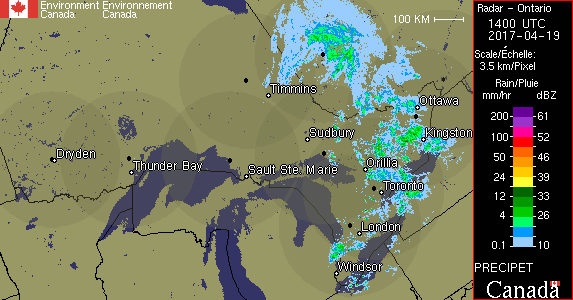 Environment Environnement
Canada Canada
100 KM
Timmins
Ottawa
Sudbury
Kingston
Dryden
Thunder Bay
Sault Ste. Marie
Orillia
Toronto
London
Windsor
Radar - Ontario
1400 UTC
2017-04-19
Scale/Échelle:
3.5 km/Pixel
Rain/Pluie
mm/hr dBZ
200 61
100 52
50 46
24 39
12 33
4 26
0.1 10
PRECIPET
Canada